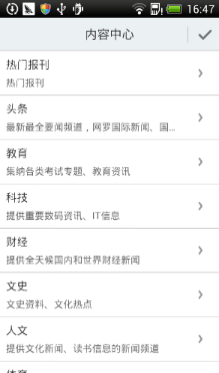 16:47
内容中心
热门报刊
热门报刊
头条
最新最全要闻频道，网罗国际新闻、国...
教育
集纳各类考试专题、教育资讯
科技
提供重要数码资讯、IT信息
财经
提供全天候国内和世界财经新闻
文史
文史资料、文化热点
人文
提供文化新闻、读书信息的新闻频道
体育